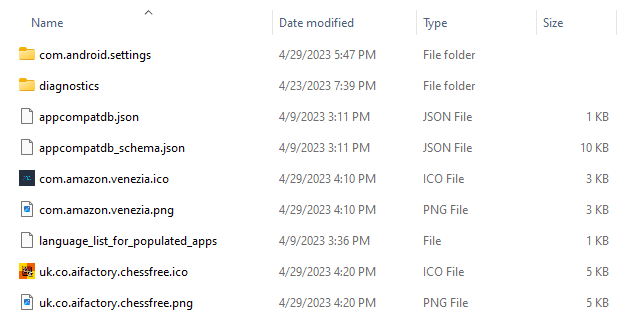 Name Date modified Type Size
com.android.settings 4/29/2023 5:47 PM File folder
diagnostics 4/23/2023 7:39 PM File folder
appcompatdb.json 4/9/2023 3:11 PM JSON File 1 KB
appcompatdb_schema.json 4/9/2023 3:11 PM JSON File 10 KB
com.amazon.venezia.ico 4/29/2023 4:10 PM ICO File 3 KB
com.amazon.venezia.png 4/29/2023 4:10 PM PNG File 3 KB
language_list_for_populated_apps 4/9/2023 3:36 PM File 1 KB
uk.co.aifactory.chessfree.ico 4/29/2023 4:20 PM ICO File 5 KB
uk.co.aifactory.chessfree.png 4/29/2023 4:20 PM PNG File 5 KB